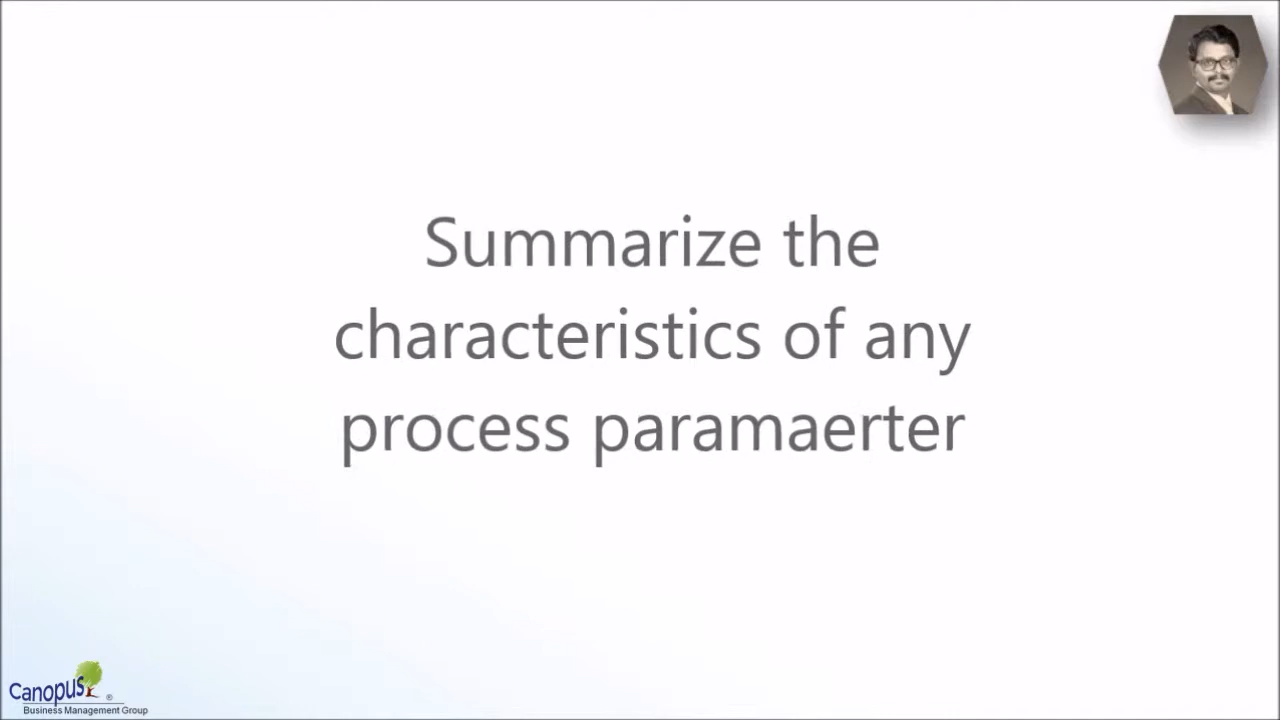 Summarize the
characteristics of any
process paramaerter
Canopus ®
Business Management Group